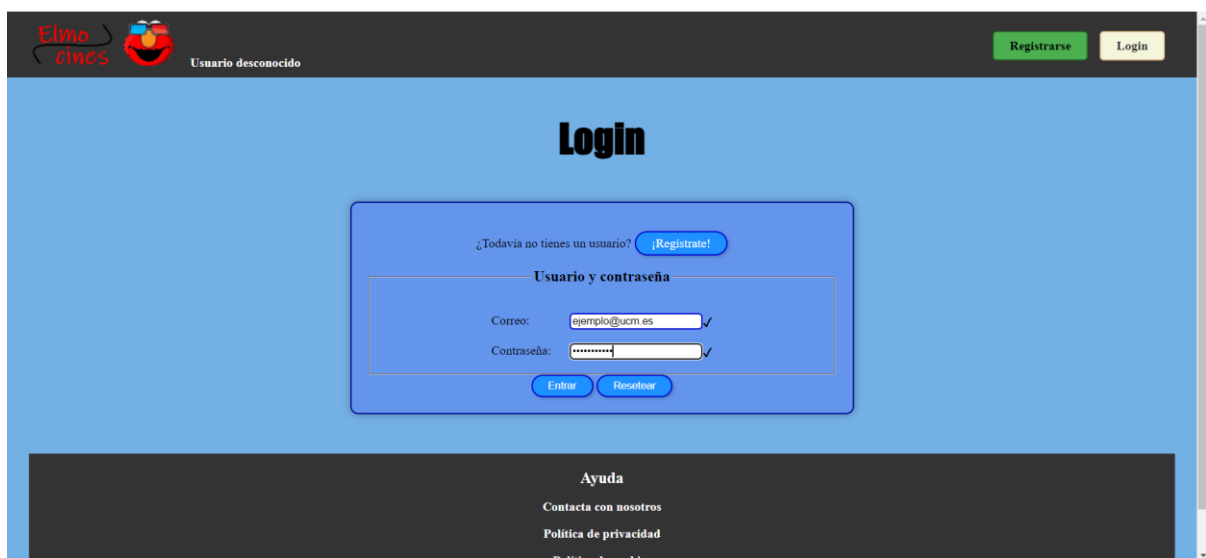 Elmo
cines
Usuario desconocido
Registrarse
Login
Login
¿Todavía no tienes un usuario? ¡Regístrate!
Usuario y contraseña
Correo: ejemplo@ucm.es ✓
Contraseña: ••••••••••• ✓
Entrar Resetear
Ayuda
Contacta con nosotros
Política de privacidad